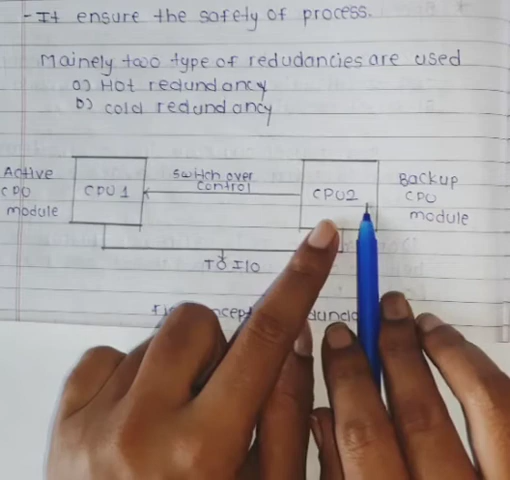 - It ensure the safety of process.
Mainely two type of redudancies are used
a) Hot redundancy
b) cold redundancy
Active
CPU
module
CPU 1
Switch over
control
CPU2
Backup
CPU
module
To I/O